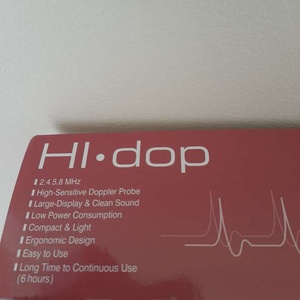 HI•dop
2.4.5.8 MHz
High-Sensitive Doppler Probe
Large-Display & Clean Sound
Low Power Consumption
Compact & Light
Ergonomic Design
Easy to Use
Long Time to Continuous Use
(6 hours)